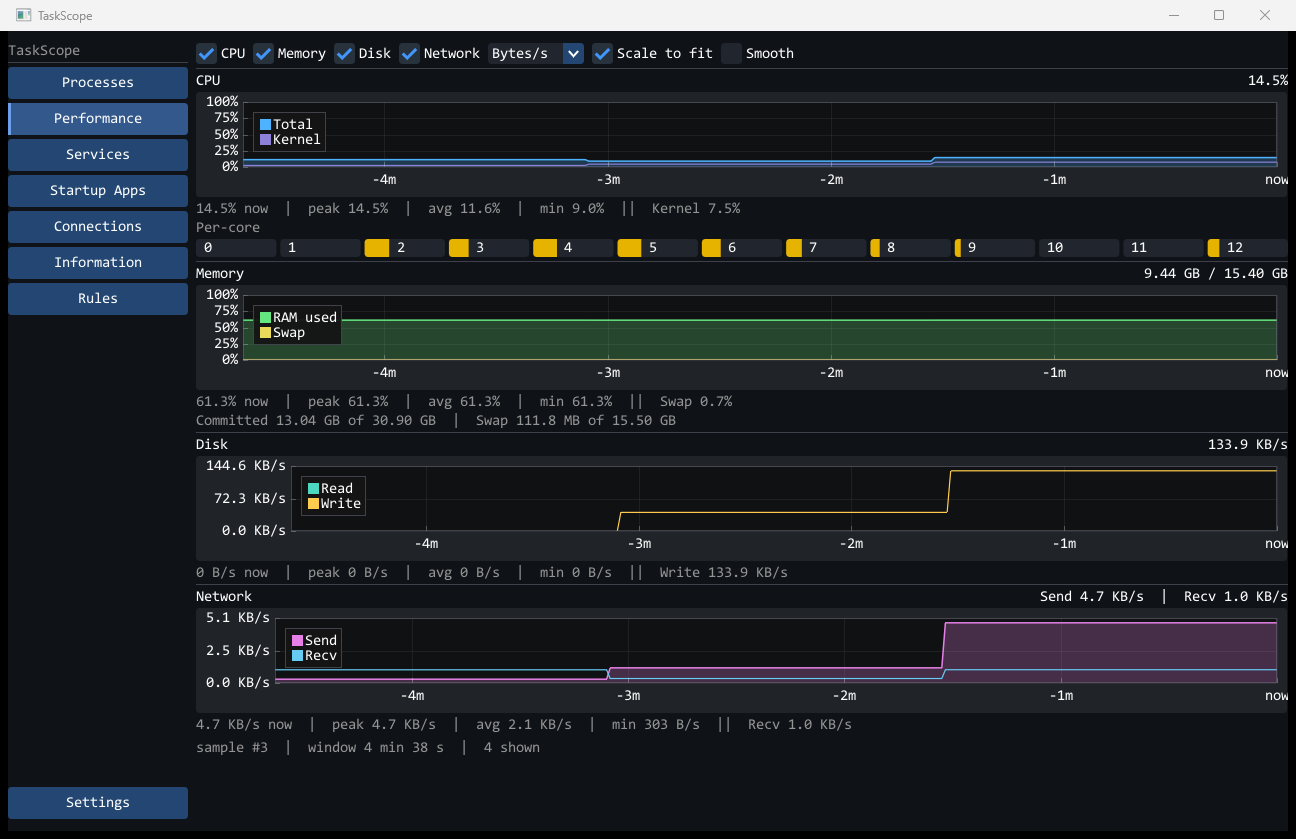 TaskScope
TaskScope
Processes
Performance
Services
Startup Apps
Connections
Information
Rules
Settings
CPU Memory Disk Network Bytes/s Scale to fit Smooth
CPU 14.5%
100%
75%
50%
25%
0%
Total
Kernel
-4m -3m -2m -1m now
14.5% now | peak 14.5% | avg 11.6% | min 9.0% || Kernel 7.5%
Per-core
0 1 2 3 4 5 6 7 8 9 10 11 12
Memory 9.44 GB / 15.40 GB
100%
75%
50%
25%
0%
RAM used
Swap
-4m -3m -2m -1m now
61.3% now | peak 61.3% | avg 61.3% | min 61.3% || Swap 0.7%
Committed 13.04 GB of 30.90 GB | Swap 111.8 MB of 15.50 GB
Disk 133.9 KB/s
144.6 KB/s
72.3 KB/s
0.0 KB/s
Read
Write
-4m -3m -2m -1m now
0 B/s now | peak 0 B/s | avg 0 B/s | min 0 B/s || Write 133.9 KB/s
Network Send 4.7 KB/s | Recv 1.0 KB/s
5.1 KB/s
2.5 KB/s
0.0 KB/s
Send
Recv
-4m -3m -2m -1m now
4.7 KB/s now | peak 4.7 KB/s | avg 2.1 KB/s | min 303 B/s || Recv 1.0 KB/s
sample #3 | window 4 min 38 s | 4 shown